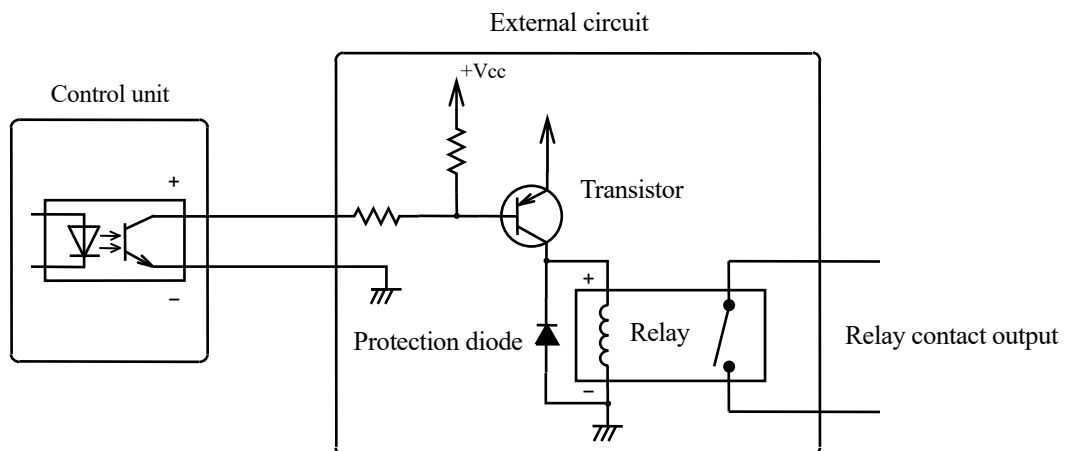 External circuit
+Vcc
Control unit
+
Transistor
+
−
Protection diode
Relay
Relay contact output
−